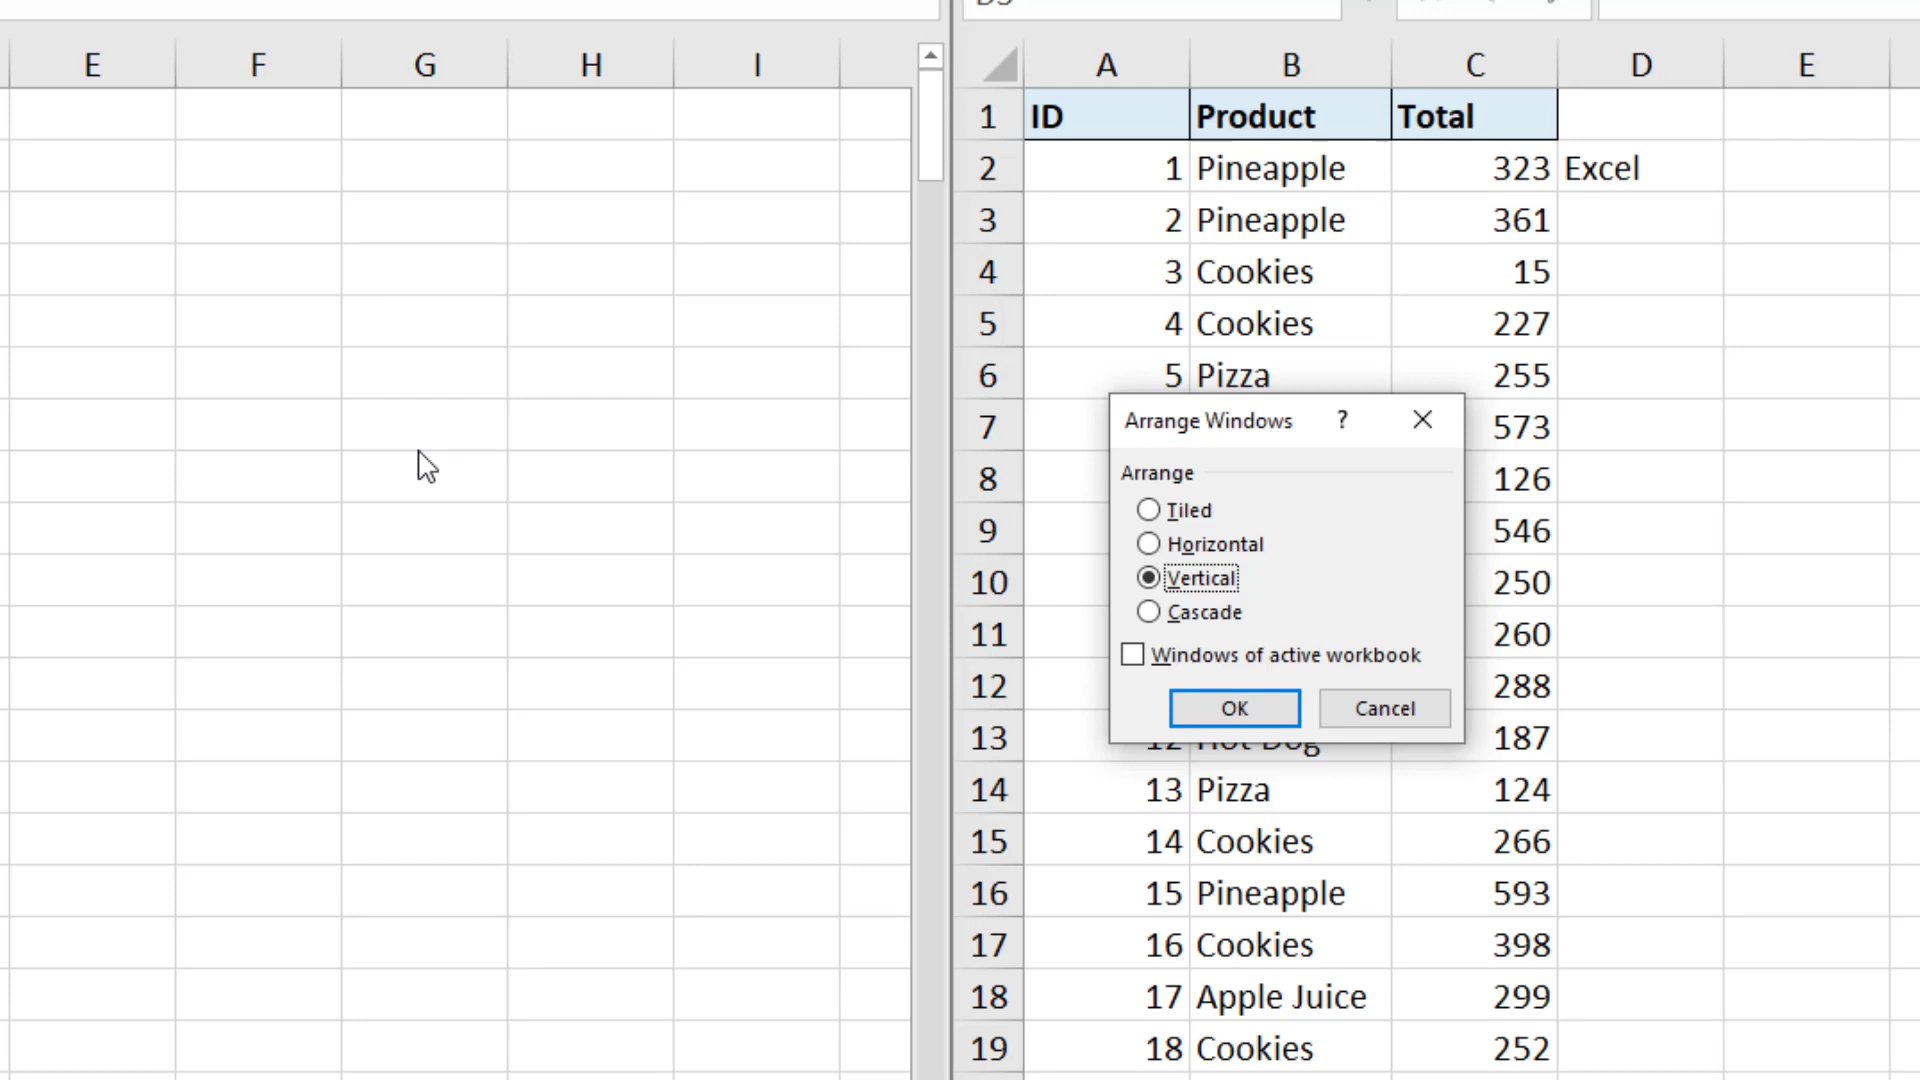 E F G H I
A B C D E
1 ID Product Total
2 1 Pineapple 323 Excel
3 2 Pineapple 361
4 3 Cookies 15
5 4 Cookies 227
6 5 Pizza 255
7 573
8 126
9 546
10 250
11 260
12 288
13 12 Hot Dog 187
14 13 Pizza 124
15 14 Cookies 266
16 15 Pineapple 593
17 16 Cookies 398
18 17 Apple Juice 299
19 18 Cookies 252
Arrange Windows ?
Arrange
Tiled
Horizontal
Vertical
Cascade
Windows of active workbook
OK Cancel